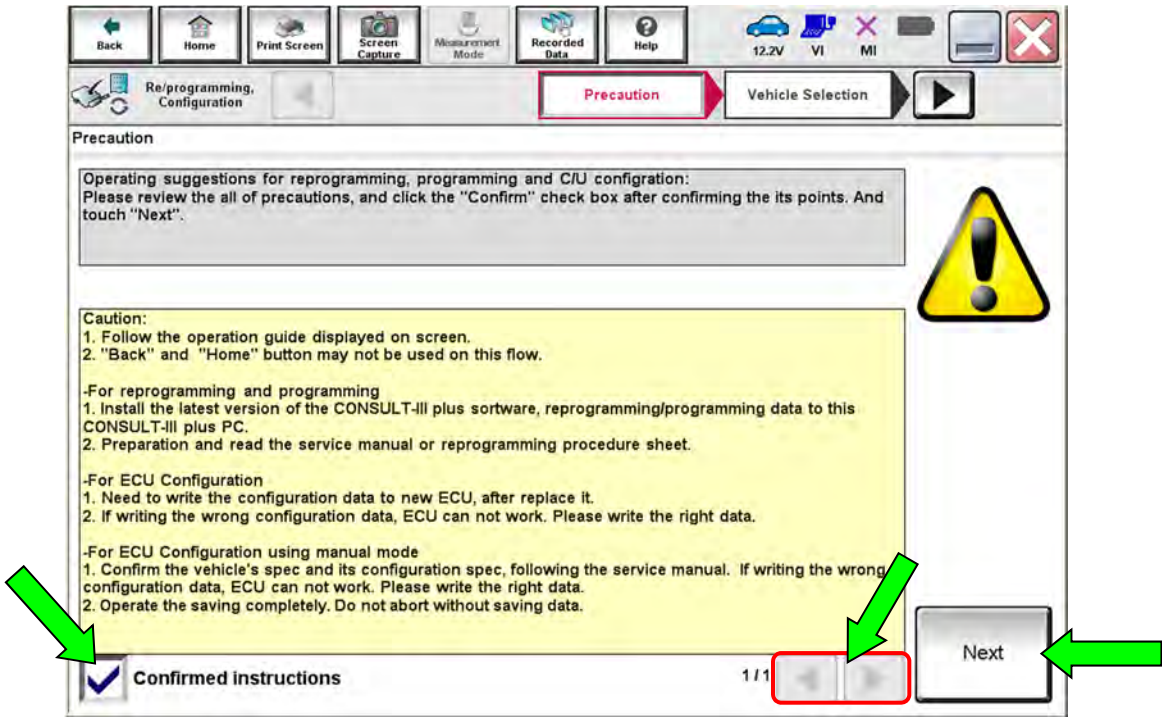 Back
Home
Print Screen
Screen
Capture
Measurement
Mode
Recorded
Data
Help
12.2V
VI
MI
Re/programming,
Configuration
Precaution
Vehicle Selection
Precaution
Operating suggestions for reprogramming, programming and C/U configration:
Please review the all of precautions, and click the "Confirm" check box after confirming the its points. And
touch "Next".
Caution:
1. Follow the operation guide displayed on screen.
2. "Back" and "Home" button may not be used on this flow.
-For reprogramming and programming
1. Install the latest version of the CONSULT-III plus sortware, reprogramming/programming data to this
CONSULT-III plus PC.
2. Preparation and read the service manual or reprogramming procedure sheet.
-For ECU Configuration
1. Need to write the configuration data to new ECU, after replace it.
2. If writing the wrong configuration data, ECU can not work. Please write the right data.
-For ECU Configuration using manual mode
1. Confirm the vehicle's spec and its configuration spec, following the service manual. If writing the wrong
configuration data, ECU can not work. Please write the right data.
2. Operate the saving completely. Do not abort without saving data.
Confirmed instructions
1/1
Next